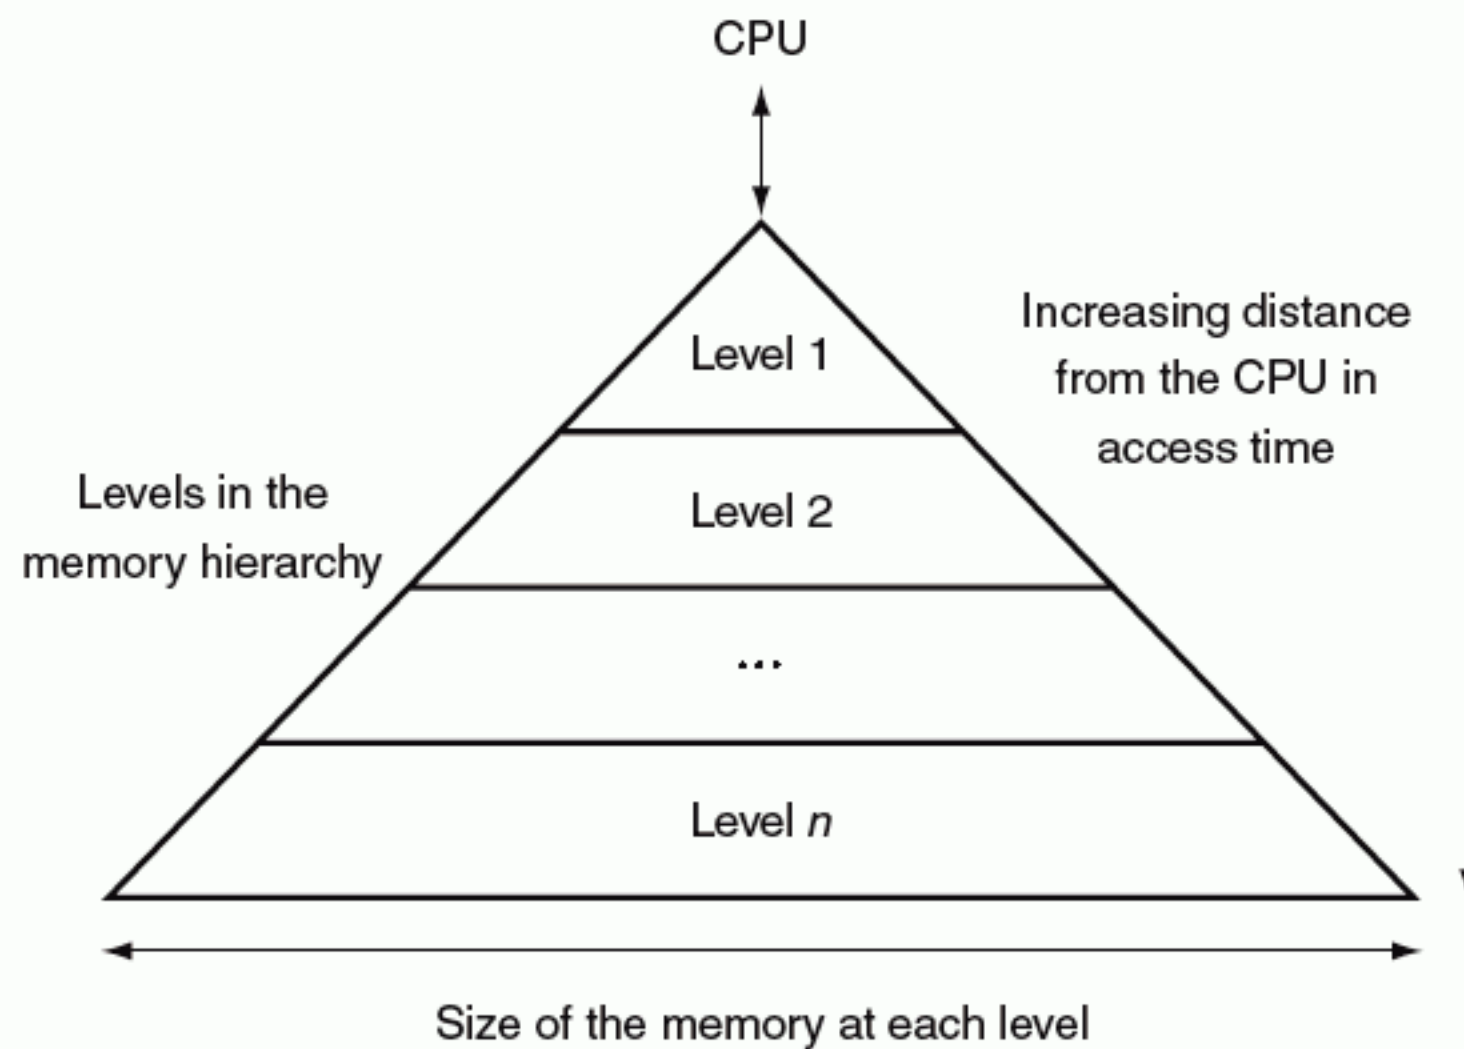 CPU
Level 1
Increasing distance
from the CPU in
access time
Levels in the
memory hierarchy
Level 2
...
Level n
Size of the memory at each level